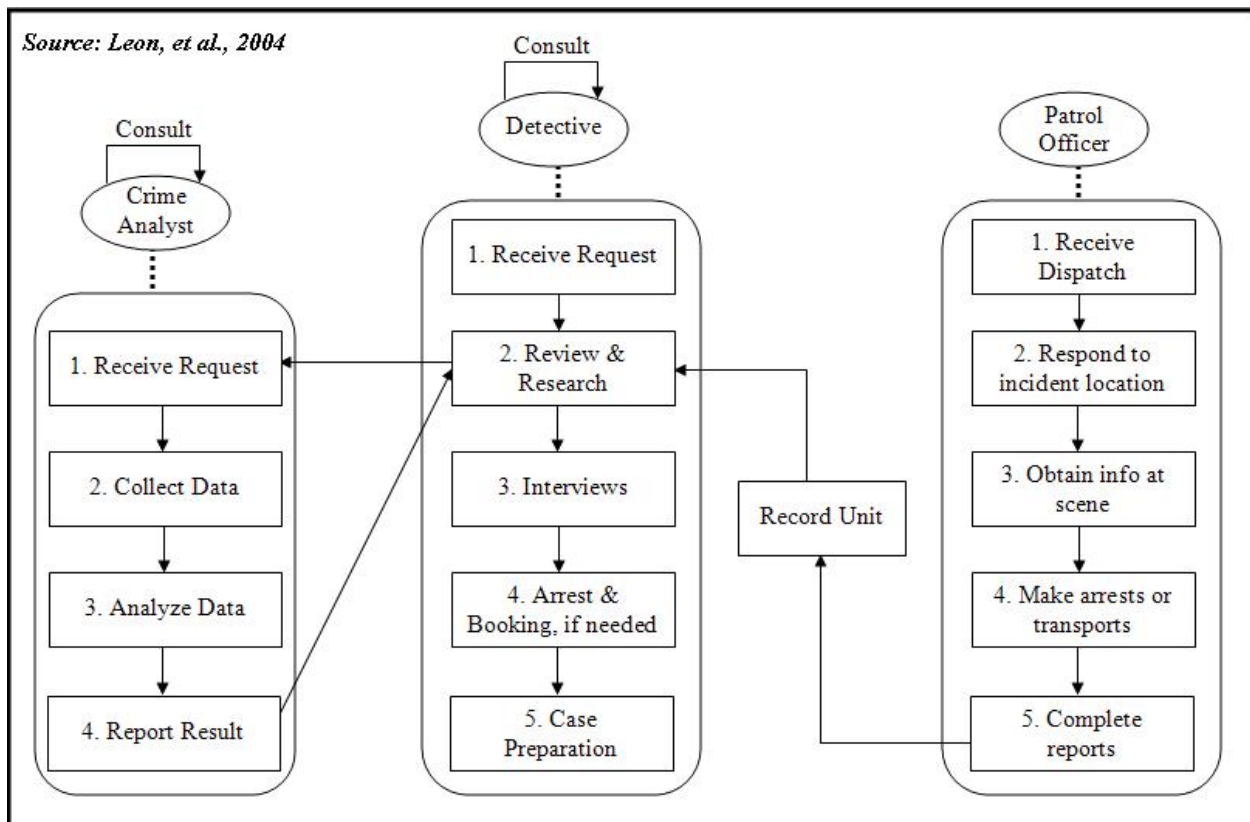 Source: Leon, et al., 2004
Consult
Crime
Analyst
1. Receive Request
2. Collect Data
3. Analyze Data
4. Report Result
Consult
Detective
1. Receive Request
2. Review &
Research
3. Interviews
4. Arrest &
Booking, if needed
5. Case
Preparation
Record Unit
Patrol
Officer
1. Receive
Dispatch
2. Respond to
incident location
3. Obtain info at
scene
4. Make arrests or
transports
5. Complete
reports